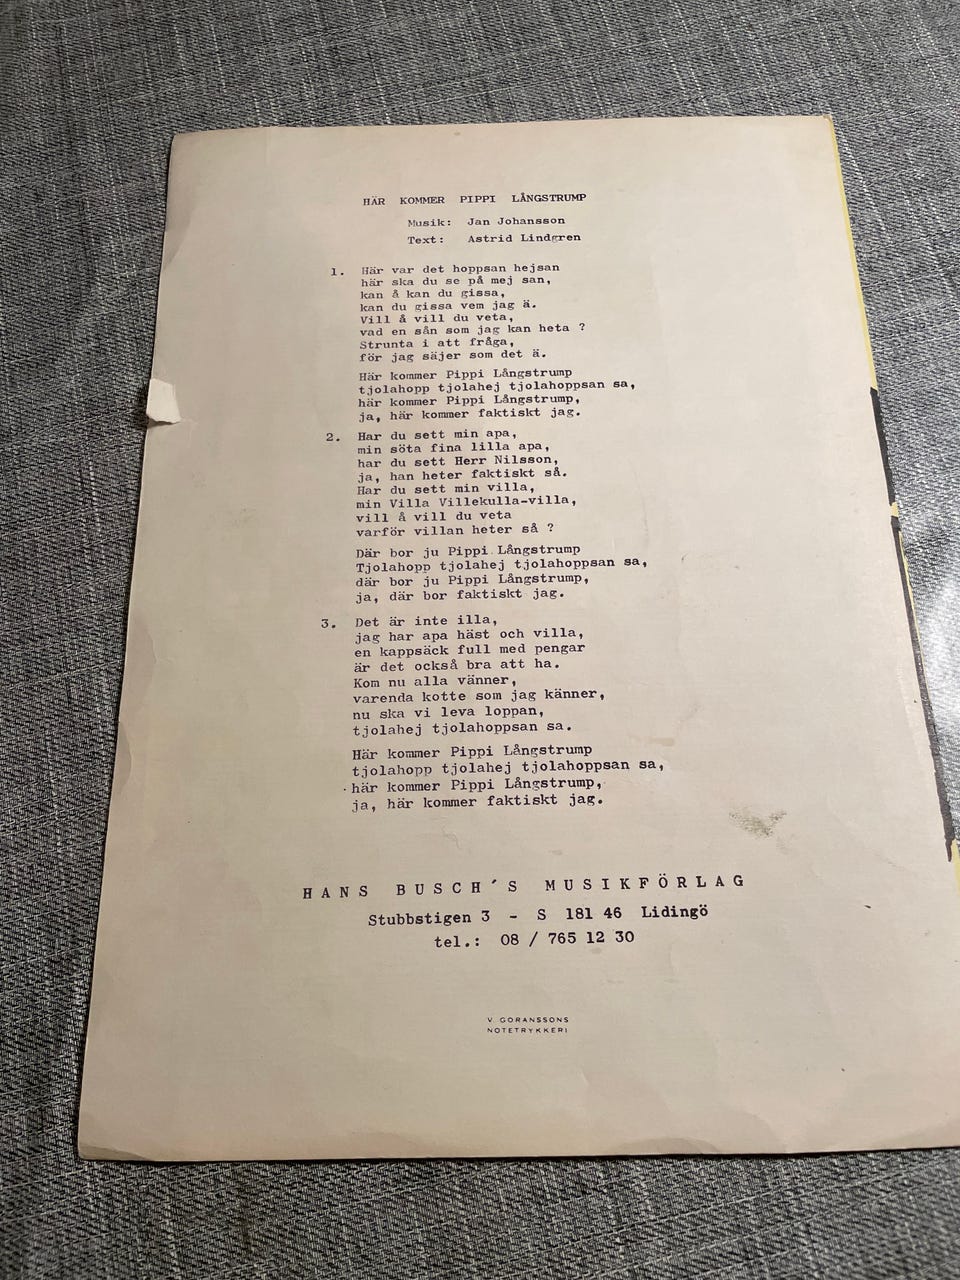 HÄR KOMMER PIPPI LÅNGSTRUMP
Musik: Jan Johansson
Text: Astrid Lindgren
1. Här var det hoppsan hejsan
här ska du se på mej san,
kan å kan du gissa,
kan du gissa vem jag ä.
Vill å vill du veta,
vad en sån som jag kan heta ?
Strunta i att fråga,
för jag säjer som det ä.
Här kommer Pippi Långstrump
tjolahopp tjolahej tjolahoppsan sa,
här kommer Pippi Långstrump,
ja, här kommer faktiskt jag.
2. Har du sett min apa,
min söta fina lilla apa,
har du sett Herr Nilsson,
ja, han heter faktiskt så.
Har du sett min villa,
min Villa Villekulla-villa,
vill å vill du veta
varför villan heter så ?
Där bor ju Pippi Långstrump
Tjolahopp tjolahej tjolahoppsan sa,
där bor ju Pippi Långstrump,
ja, där bor faktiskt jag.
3. Det är inte illa,
jag har apa häst och villa,
en kappsäck full med pengar
är det också bra att ha.
Kom nu alla vänner,
varenda kotte som jag känner,
nu ska vi leva loppan,
tjolahej tjolahoppsan sa.
Här kommer Pippi Långstrump
tjolahopp tjolahej tjolahoppsan sa,
här kommer Pippi Långstrump,
ja, här kommer faktiskt jag.
HANS BUSCH´S MUSIKFÖRLAG
Stubbstigen 3 - S 181 46 Lidingö
tel.: 08 / 765 12 30
V. GORANSSONS
NOTETRYKKERI